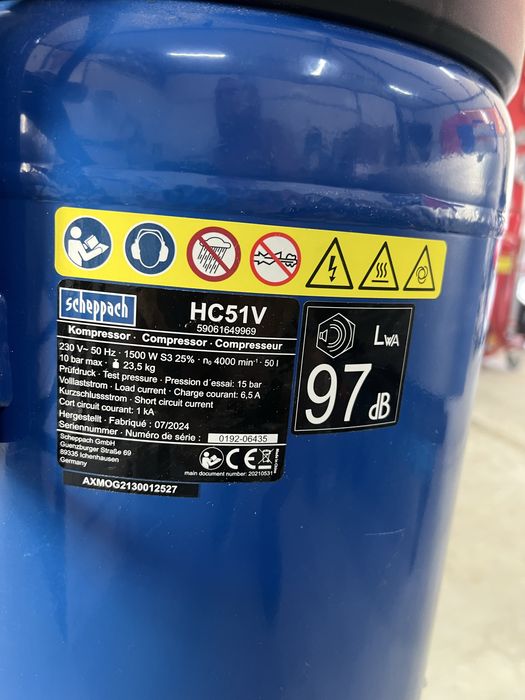 scheppach
HC51V
59061649969
Kompressor · Compressor · Compresseur
230 V~ 50 Hz · 1500 W S3 25% · n₀ 4000 min⁻¹ · 50 l
10 bar max · 23,5 kg
Prüfdruck · Test pressure · Pression d´essai: 15 bar
Volllaststrom · Load current · Charge courant: 6,5 A
Kurzschlussstrom · Short circuit current
Cort circuit courant: 1 kA
Hergestellt · Fabriqué : 07/2024
Seriennummer · Numéro de série : 0192-06435
Scheppach GmbH
Guenzburger Straße 69
89335 Ichenhausen
Germany
CE
main document number: 20210531
AXMOG2130012527
LWA
97 dB